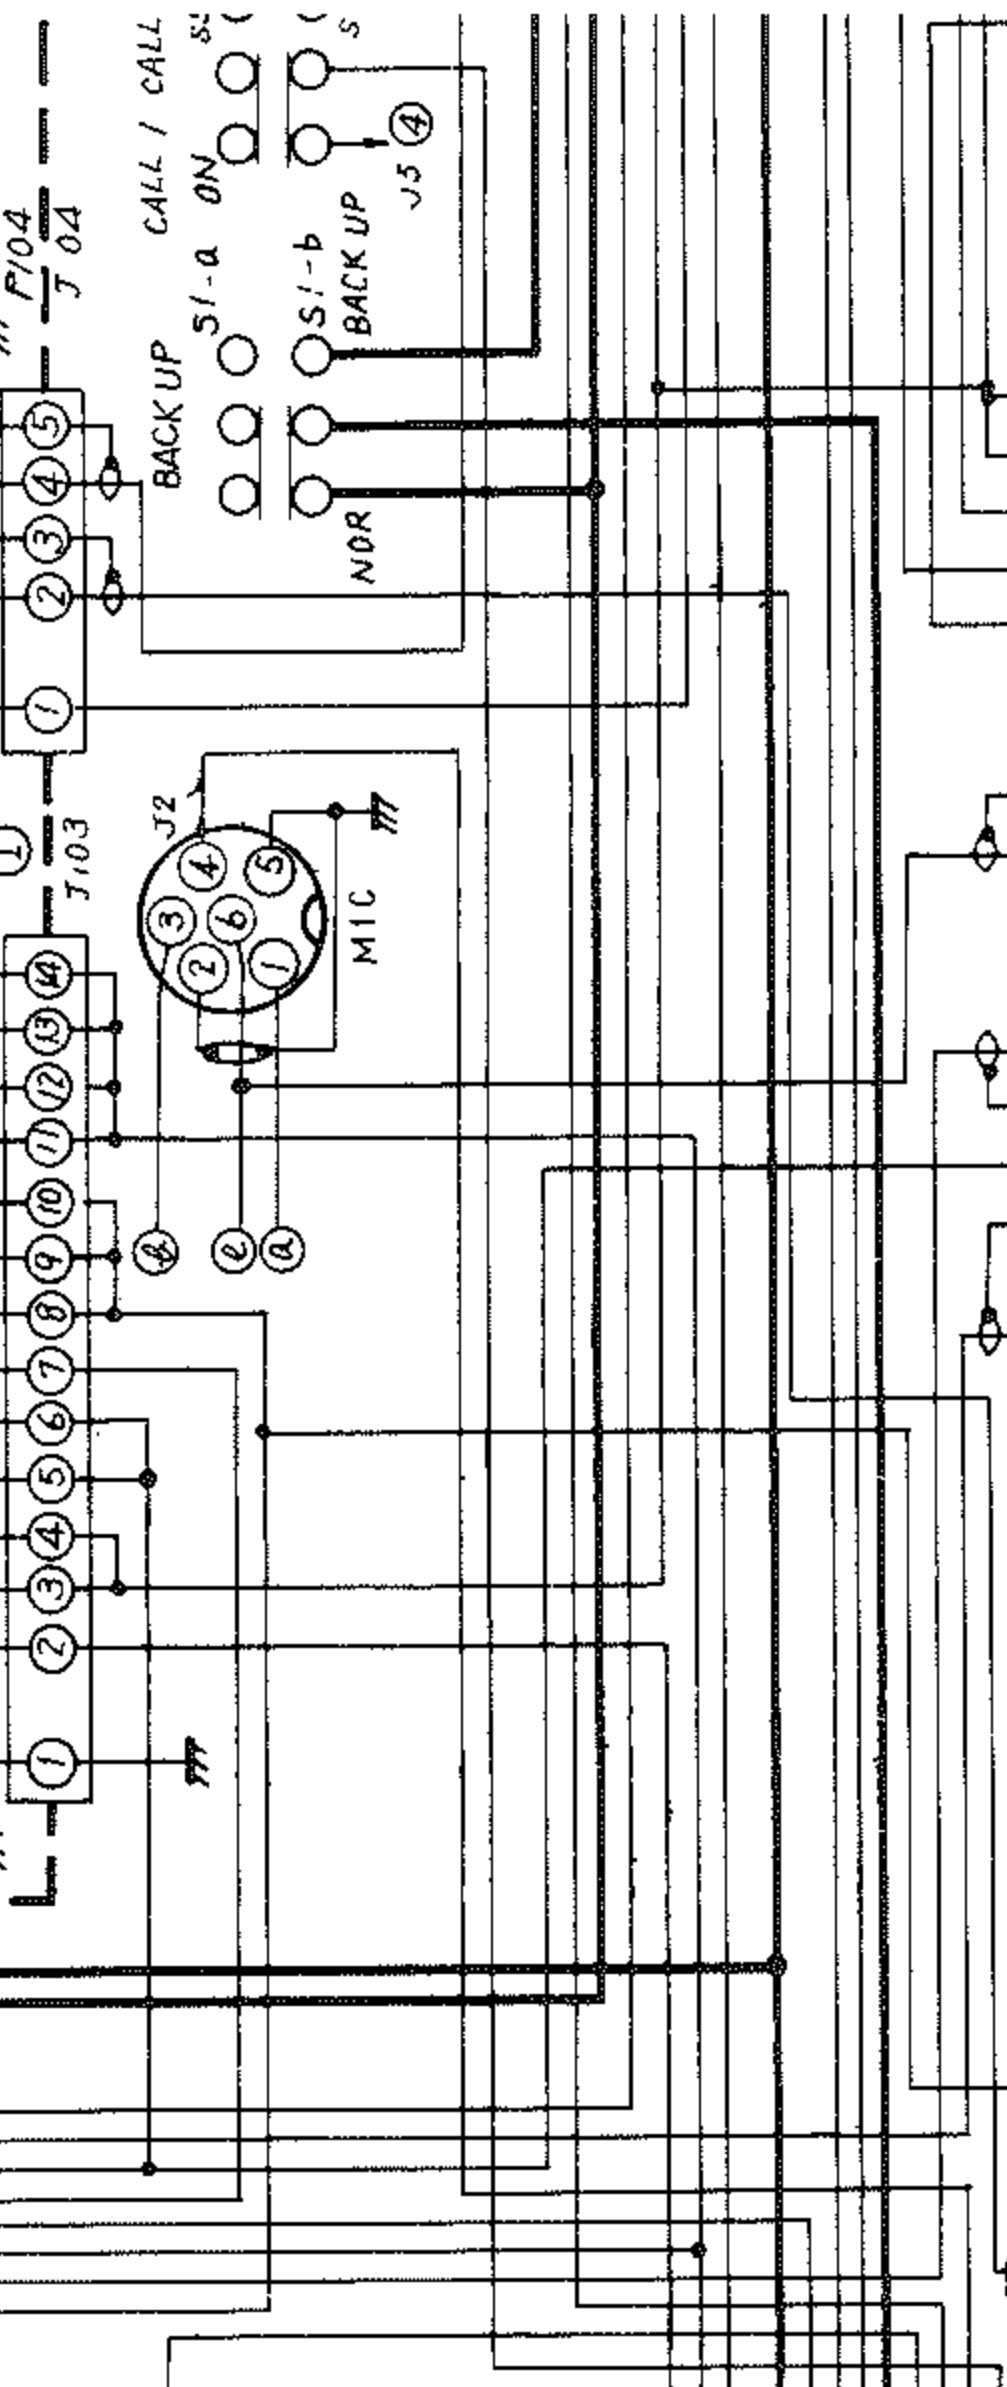 CALL / CALL
P104
J 04
S1-a ON
S1-b
BACK UP
J5 ④
BACK UP
NOR
⑤
④
③
②
①
J103
J2
③
④
⑤
⑥
②
①
MIC
⑭
⑬
⑫
⑪
⑩
⑨
⑧
⑦
⑥
⑤
④
③
②
①
ⓑ
ⓔ
ⓐ